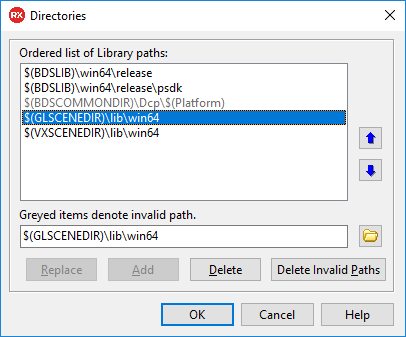 RX Directories
Ordered list of Library paths:
$(BDSLIB)\win64\release
$(BDSLIB)\win64\release\psdk
$(BDSCOMMONDIR)\Dcp\$(Platform)
$(GLSCENEDIR)\lib\win64
$(VXSCENEDIR)\lib\win64
Greyed items denote invalid path.
$(GLSCENEDIR)\lib\win64
Replace Add Delete Delete Invalid Paths
OK Cancel Help